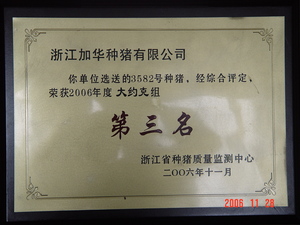 浙江加华种猪有限公司
你单位选送的3582号种猪、经综合评定、
荣获2006年度大约克组
第三名
浙江省种猪质量监测中心
二〇〇六年十一月
2006 11 28